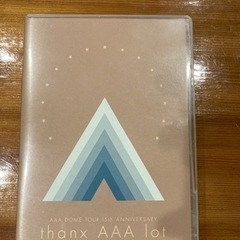 AAA DOME TOUR 15th ANNIVERSARY
thanx AAA lot